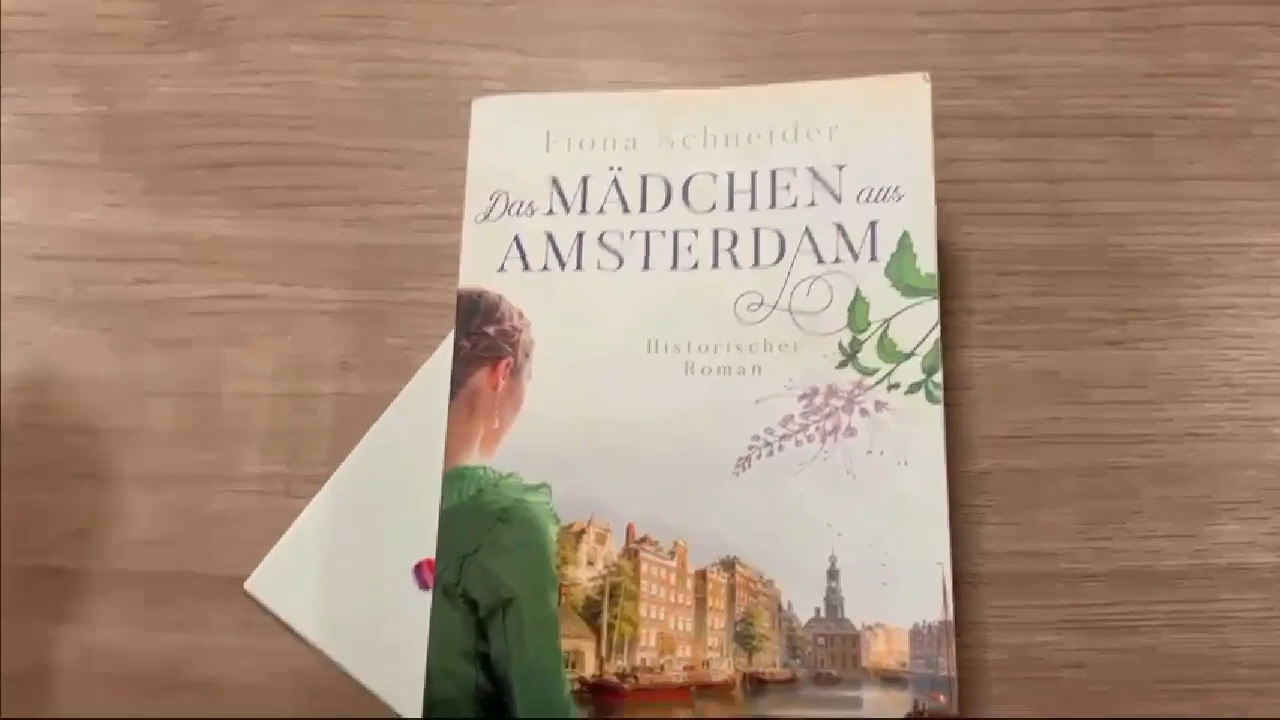 Fiona Schneider
Das MÄDCHEN aus
AMSTERDAM
Historischer
Roman